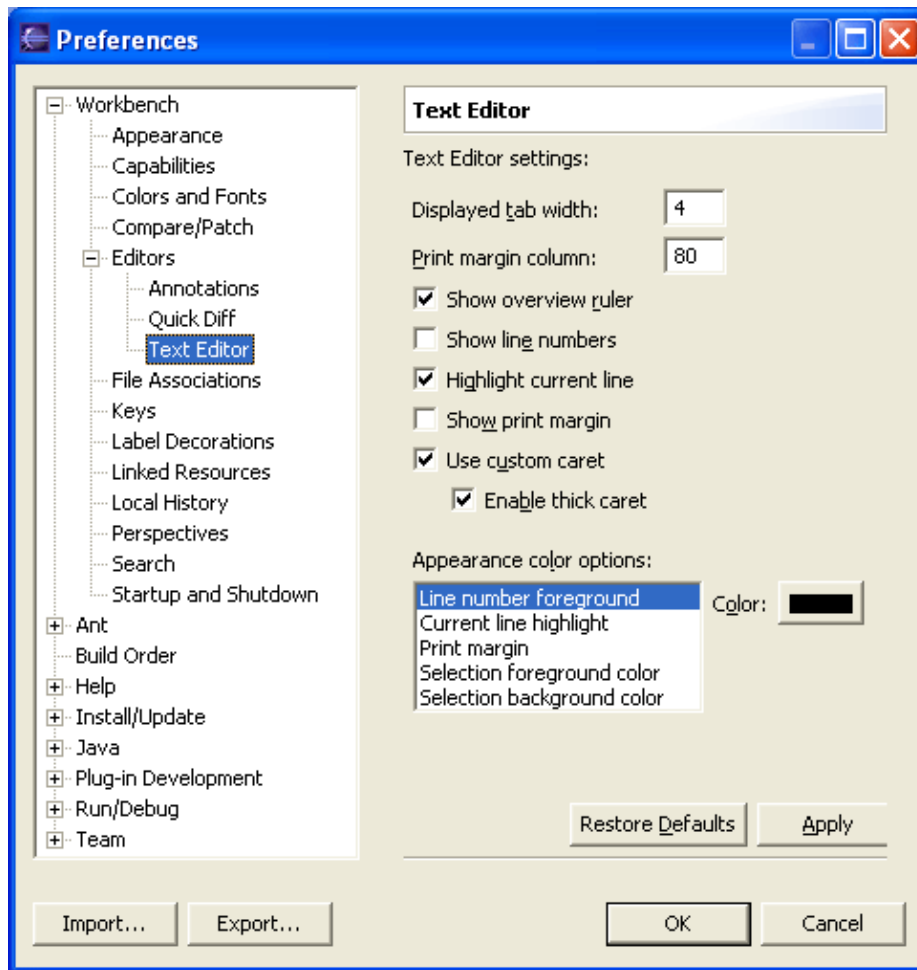 Preferences
Workbench
Appearance
Capabilities
Colors and Fonts
Compare/Patch
Editors
Annotations
Quick Diff
Text Editor
File Associations
Keys
Label Decorations
Linked Resources
Local History
Perspectives
Search
Startup and Shutdown
Ant
Build Order
Help
Install/Update
Java
Plug-in Development
Run/Debug
Team
Text Editor
Text Editor settings:
Displayed tab width: 4
Print margin column: 80
Show overview ruler
Show line numbers
Highlight current line
Show print margin
Use custom caret
Enable thick caret
Appearance color options:
Line number foreground
Current line highlight
Print margin
Selection foreground color
Selection background color
Color:
Restore Defaults Apply
Import... Export... OK Cancel